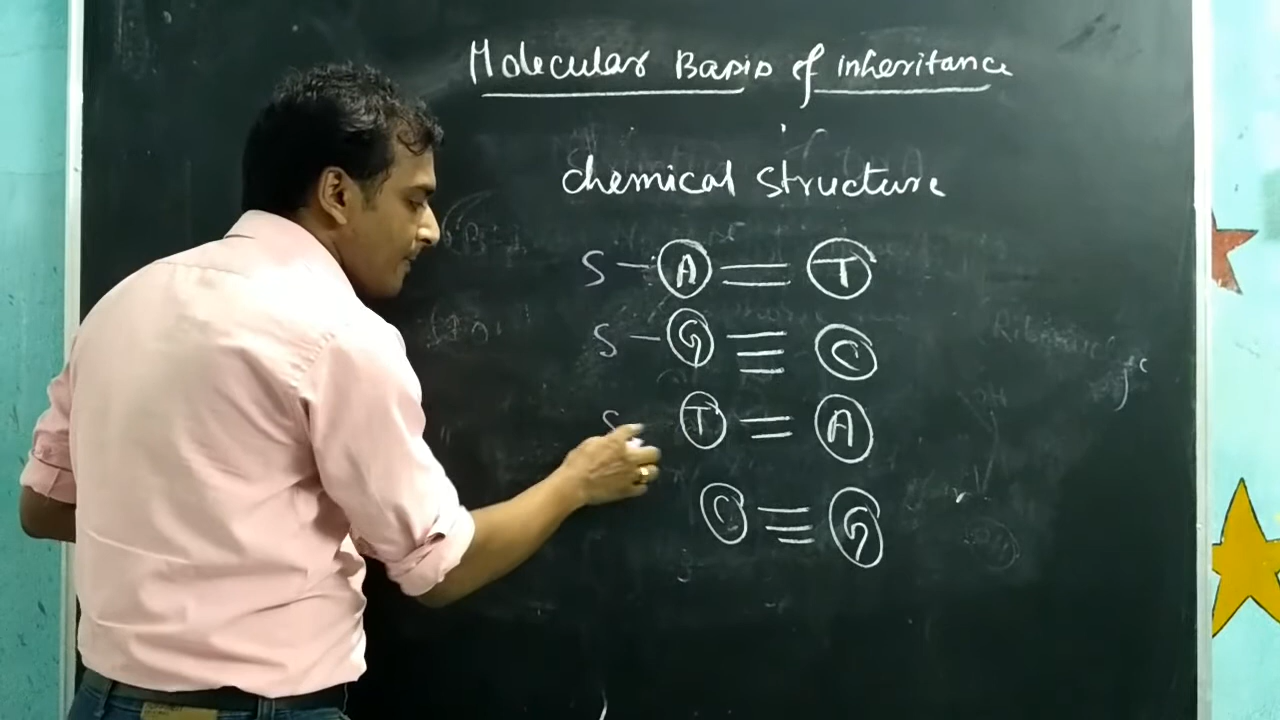 Molecular Basis of Inheritance
chemical structure
S – A = T
S – G ≡ C
S T = A
C ≡ G